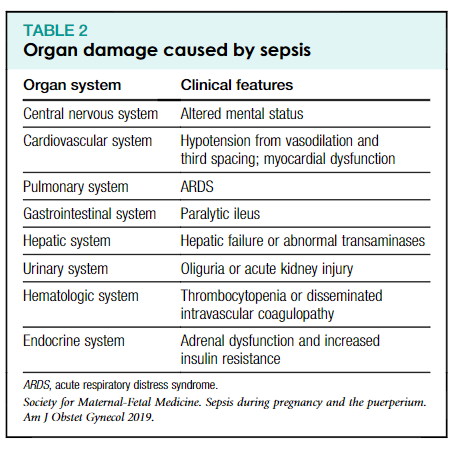 TABLE 2
Organ damage caused by sepsis
Organ system Clinical features
Central nervous system Altered mental status
Cardiovascular system Hypotension from vasodilation and
third spacing; myocardial dysfunction
Pulmonary system ARDS
Gastrointestinal system Paralytic ileus
Hepatic system Hepatic failure or abnormal transaminases
Urinary system Oliguria or acute kidney injury
Hematologic system Thrombocytopenia or disseminated
intravascular coagulopathy
Endocrine system Adrenal dysfunction and increased
insulin resistance
ARDS, acute respiratory distress syndrome.
Society for Maternal-Fetal Medicine. Sepsis during pregnancy and the puerperium.
Am J Obstet Gynecol 2019.